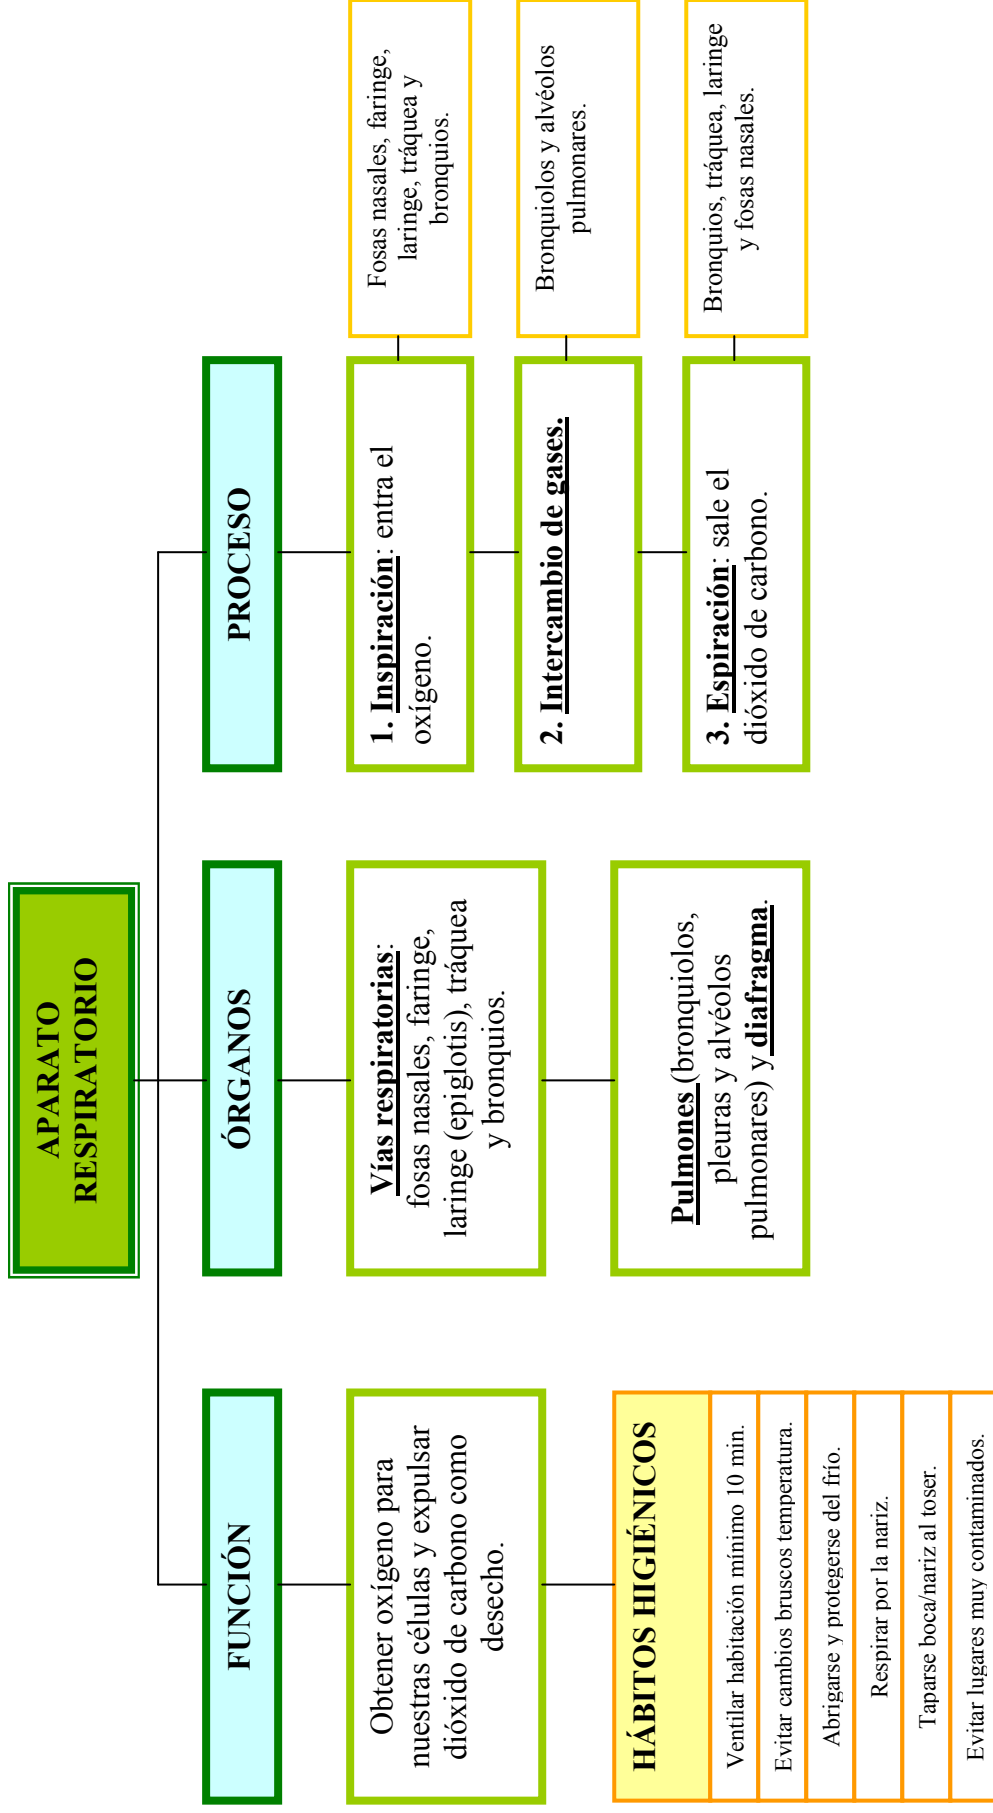 APARATO
RESPIRATORIO
FUNCIÓN
Obtener oxígeno para
nuestras células y expulsar
dióxido de carbono como
desecho.
HÁBITOS HIGIÉNICOS
Ventilar habitación mínimo 10 min.
Evitar cambios bruscos temperatura.
Abrigarse y protegerse del frío.
Respirar por la nariz.
Taparse boca/nariz al toser.
Evitar lugares muy contaminados.
ÓRGANOS
Vías respiratorias:
fosas nasales, faringe,
laringe (epiglotis), tráquea
y bronquios.
Pulmones (bronquiolos,
pleuras y alvéolos
pulmonares) y diafragma.
PROCESO
1. Inspiración: entra el
oxígeno.
Fosas nasales, faringe,
laringe, tráquea y
bronquios.
2. Intercambio de gases.
Bronquiolos y alvéolos
pulmonares.
3. Espiración: sale el
dióxido de carbono.
Bronquios, tráquea, laringe
y fosas nasales.